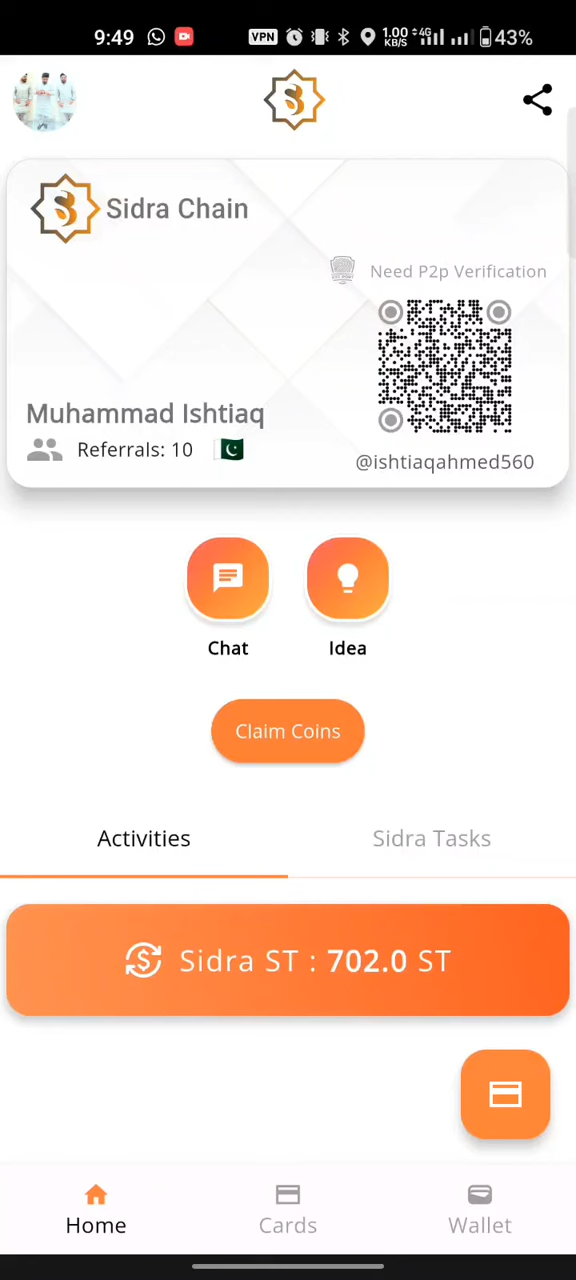 9:49 VPN 1.00 KB/S 4G 43%
Sidra Chain
Need P2p Verification
Muhammad Ishtiaq
Referrals: 10
@ishtiaqahmed560
Chat Idea
Claim Coins
Activities Sidra Tasks
Sidra ST : 702.0 ST
Home Cards Wallet